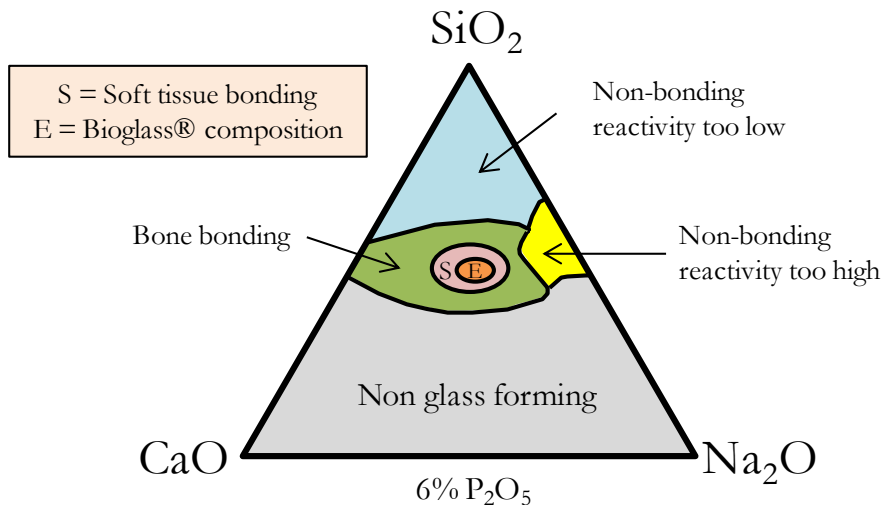 SiO₂
S = Soft tissue bonding
E = Bioglass® composition
Non-bonding
reactivity too low
Bone bonding
S E
Non-bonding
reactivity too high
Non glass forming
CaO
Na₂O
6% P₂O₅